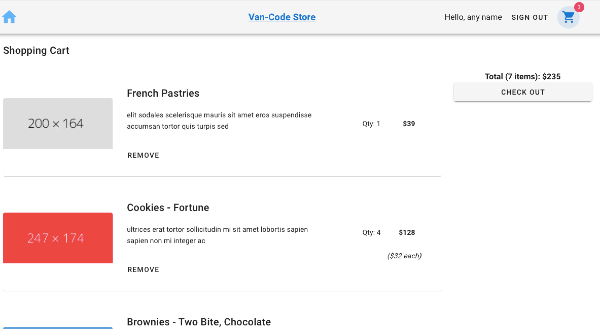 Van-Code Store
Hello, any name
SIGN OUT
3
Shopping Cart
Total (7 items): $235
CHECK OUT
French Pastries
200 × 164
elit sodales scelerisque mauris sit amet eros suspendisse
accumsan tortor quis turpis sed
Qty: 1
$39
REMOVE
Cookies - Fortune
247 × 174
ultrices erat tortor sollicitudin mi sit amet lobortis sapien
sapien non mi integer ac
Qty: 4
$128
($32 each)
REMOVE
Brownies - Two Bite, Chocolate